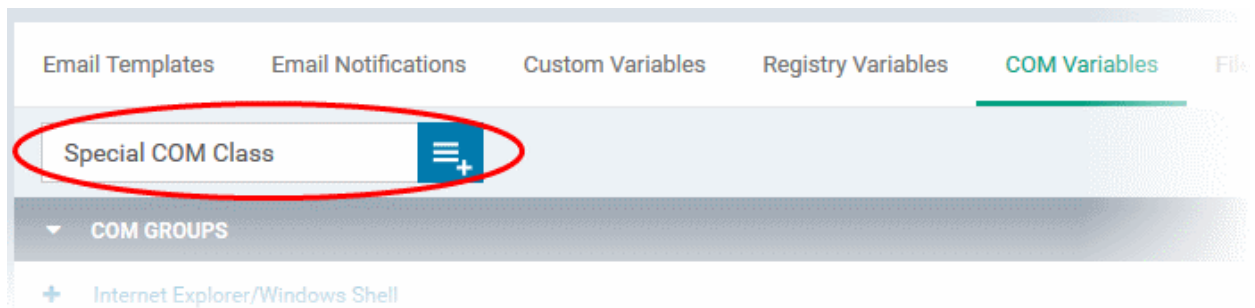 Email Templates Email Notifications Custom Variables Registry Variables COM Variables File
Special COM Class
COM GROUPS
Internet Explorer/Windows Shell